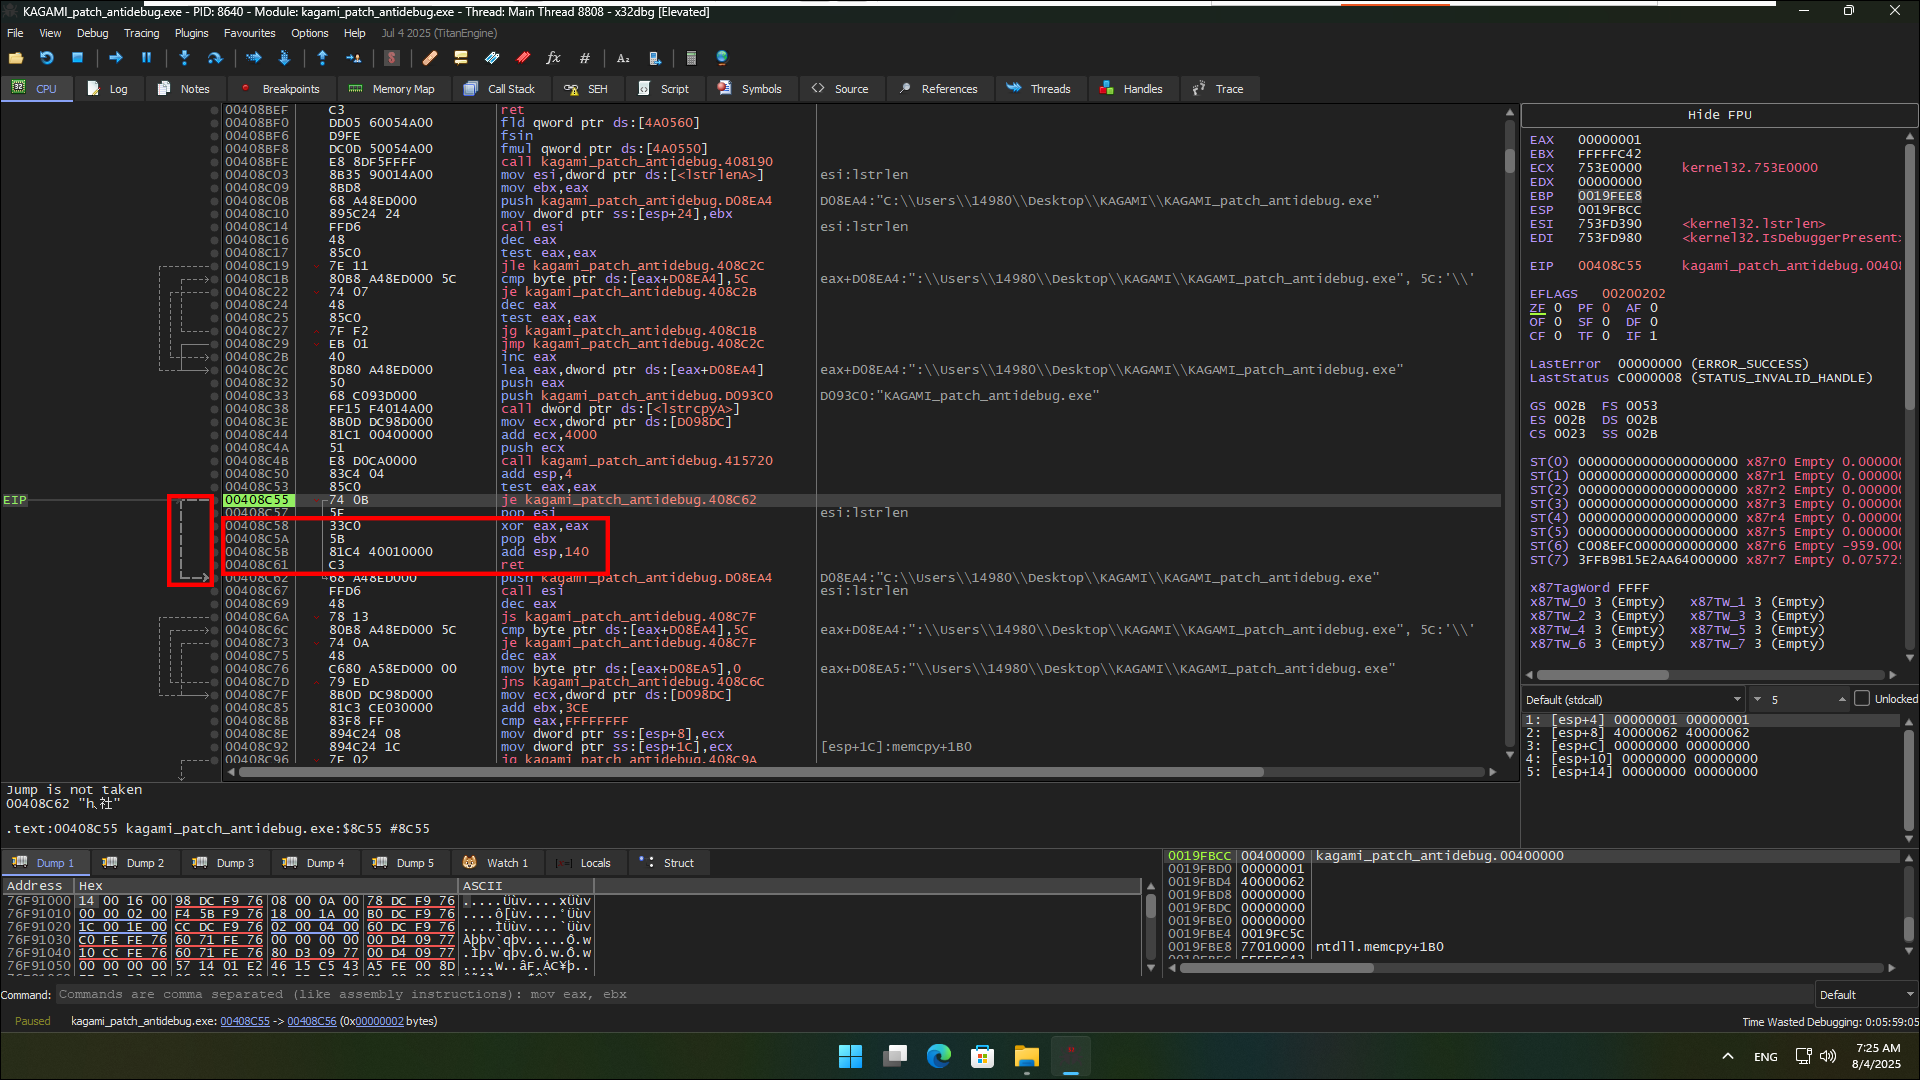 KAGAMI_patch_antidebug.exe - PID: 8640 - Module: kagami_patch_antidebug.exe - Thread: Main Thread 8808 - x32dbg [Elevated]
File View Debug Tracing Plugins Favourites Options Help Jul 4 2025 (TitanEngine)
CPU Log Notes Breakpoints Memory Map Call Stack SEH Script Symbols Source References Threads Handles Trace
00408BEF C3 ret
00408BF0 DD05 60054A00 fld qword ptr ds:[4A0560]
00408BF6 D9FE fsin
00408BF8 DC0D 50054A00 fmul qword ptr ds:[4A0550]
00408BFE E8 8DF5FFFF call kagami_patch_antidebug.408190
00408C03 8B35 90014A00 mov esi,dword ptr ds:[<lstrlenA>] esi:lstrlen
00408C09 8BD8 mov ebx,eax
00408C0B 68 A48ED000 push kagami_patch_antidebug.D08EA4 D08EA4:"C:\\Users\\14980\\Desktop\\KAGAMI\\KAGAMI_patch_antidebug.exe"
00408C10 895C24 24 mov dword ptr ss:[esp+24],ebx
00408C14 FFD6 call esi esi:lstrlen
00408C16 48 dec eax
00408C17 85C0 test eax,eax
00408C19 7E 11 jle kagami_patch_antidebug.408C2C
00408C1B 80B8 A48ED000 5C cmp byte ptr ds:[eax+D08EA4],5C eax+D08EA4:":\\Users\\14980\\Desktop\\KAGAMI\\KAGAMI_patch_antidebug.exe", 5C:'\\'
00408C22 74 07 je kagami_patch_antidebug.408C2B
00408C24 48 dec eax
00408C25 85C0 test eax,eax
00408C27 7F F2 jg kagami_patch_antidebug.408C1B
00408C29 EB 01 jmp kagami_patch_antidebug.408C2C
00408C2B 40 inc eax
00408C2C 8D80 A48ED000 lea eax,dword ptr ds:[eax+D08EA4] eax+D08EA4:":\\Users\\14980\\Desktop\\KAGAMI\\KAGAMI_patch_antidebug.exe"
00408C32 50 push eax
00408C33 68 C093D000 push kagami_patch_antidebug.D093C0 D093C0:"KAGAMI_patch_antidebug.exe"
00408C38 FF15 F4014A00 call dword ptr ds:[<lstrcpyA>]
00408C3E 8B0D DC98D000 mov ecx,dword ptr ds:[D098DC]
00408C44 81C1 00400000 add ecx,4000
00408C4A 51 push ecx
00408C4B E8 D0CA0000 call kagami_patch_antidebug.415720
00408C50 83C4 04 add esp,4
00408C53 85C0 test eax,eax
EIP 00408C55 74 0B je kagami_patch_antidebug.408C62
00408C57 5E pop esi esi:lstrlen
00408C58 33C0 xor eax,eax
00408C5A 5B pop ebx
00408C5B 81C4 40010000 add esp,140
00408C61 C3 ret
00408C62 68 A48ED000 push kagami_patch_antidebug.D08EA4 D08EA4:"C:\\Users\\14980\\Desktop\\KAGAMI\\KAGAMI_patch_antidebug.exe"
00408C67 FFD6 call esi esi:lstrlen
00408C69 48 dec eax
00408C6A 78 13 js kagami_patch_antidebug.408C7F
00408C6C 80B8 A48ED000 5C cmp byte ptr ds:[eax+D08EA4],5C eax+D08EA4:":\\Users\\14980\\Desktop\\KAGAMI\\KAGAMI_patch_antidebug.exe", 5C:'\\'
00408C73 74 0A je kagami_patch_antidebug.408C7F
00408C75 48 dec eax
00408C76 C680 A58ED000 00 mov byte ptr ds:[eax+D08EA5],0 eax+D08EA5:"\\Users\\14980\\Desktop\\KAGAMI\\KAGAMI_patch_antidebug.exe"
00408C7D 79 ED jns kagami_patch_antidebug.408C6C
00408C7F 8B0D DC98D000 mov ecx,dword ptr ds:[D098DC]
00408C85 81C3 CE030000 add ebx,3CE
00408C8B 83F8 FF cmp eax,FFFFFFFF
00408C8E 894C24 08 mov dword ptr ss:[esp+8],ecx
00408C92 894C24 1C mov dword ptr ss:[esp+1C],ecx [esp+1C]:memcpy+1B0
00408C96 7F 02 jg kagami_patch_antidebug.408C9A
Hide FPU
EAX 00000001
EBX FFFFFC42
ECX 753E0000 kernel32.753E0000
EDX 00000000
EBP 0019FEE8
ESP 0019FBCC
ESI 753FD390 <kernel32.lstrlen>
EDI 753FD980 <kernel32.IsDebuggerPresent>
EIP 00408C55 kagami_patch_antidebug.00408
EFLAGS 00200202
ZF 0 PF 0 AF 0
OF 0 SF 0 DF 0
CF 0 TF 0 IF 1
LastError 00000000 (ERROR_SUCCESS)
LastStatus C0000008 (STATUS_INVALID_HANDLE)
GS 002B FS 0053
ES 002B DS 002B
CS 0023 SS 002B
ST(0) 00000000000000000000 x87r0 Empty 0.00000
ST(1) 00000000000000000000 x87r1 Empty 0.00000
ST(2) 00000000000000000000 x87r2 Empty 0.00000
ST(3) 00000000000000000000 x87r3 Empty 0.00000
ST(4) 00000000000000000000 x87r4 Empty 0.00000
ST(5) 00000000000000000000 x87r5 Empty 0.00000
ST(6) C008EFC0000000000000 x87r6 Empty -959.00
ST(7) 3FFB9B15E2AA64000000 x87r7 Empty 0.07572
x87TagWord FFFF
x87TW_0 3 (Empty) x87TW_1 3 (Empty)
x87TW_2 3 (Empty) x87TW_3 3 (Empty)
x87TW_4 3 (Empty) x87TW_5 3 (Empty)
x87TW_6 3 (Empty) x87TW_7 3 (Empty)
Default (stdcall) 5 Unlocked
1: [esp+4] 00000001 00000001
2: [esp+8] 40000062 40000062
3: [esp+C] 00000000 00000000
4: [esp+10] 00000000 00000000
5: [esp+14] 00000000 00000000
Jump is not taken
00408C62 "h社"
.text:00408C55 kagami_patch_antidebug.exe:$8C55 #8C55
Dump 1 Dump 2 Dump 3 Dump 4 Dump 5 Watch 1 Locals Struct
Address Hex ASCII
76F91000 14 00 16 00 98 DC F9 76 08 00 0A 00 78 DC F9 76 .....Üùv....xÜùv
76F91010 00 00 02 00 F4 5B F9 76 18 00 1A 00 B0 DC F9 76 ....ô[ùv....°Üùv
76F91020 1C 00 1E 00 CC DC F9 76 02 00 04 00 60 DC F9 76 ....ÌÜùv....`Üùv
76F91030 C0 FE FE 76 60 71 FE 76 00 00 00 00 00 D4 09 77 Àþþv`qþv.....Ô.w
76F91040 10 CC FE 76 60 71 FE 76 80 D3 09 77 00 D4 09 77 .Ìþv`qþv.Ó.w.Ô.w
76F91050 00 00 00 00 57 14 01 E2 46 15 C5 43 A5 FE 00 8D ....W..âF.ÅC¥þ..
0019FBCC 00400000 kagami_patch_antidebug.00400000
0019FBD0 00000001
0019FBD4 40000062
0019FBD8 00000000
0019FBDC 00000000
0019FBE0 00000000
0019FBE4 0019FC5C
0019FBE8 77010000 ntdll.memcpy+1B0
Command: Commands are comma separated (like assembly instructions): mov eax, ebx Default
Paused kagami_patch_antidebug.exe: 00408C55 -> 00408C56 (0x00000002 bytes) Time Wasted Debugging: 0:05:59:05
ENG 7:25 AM
8/4/2025